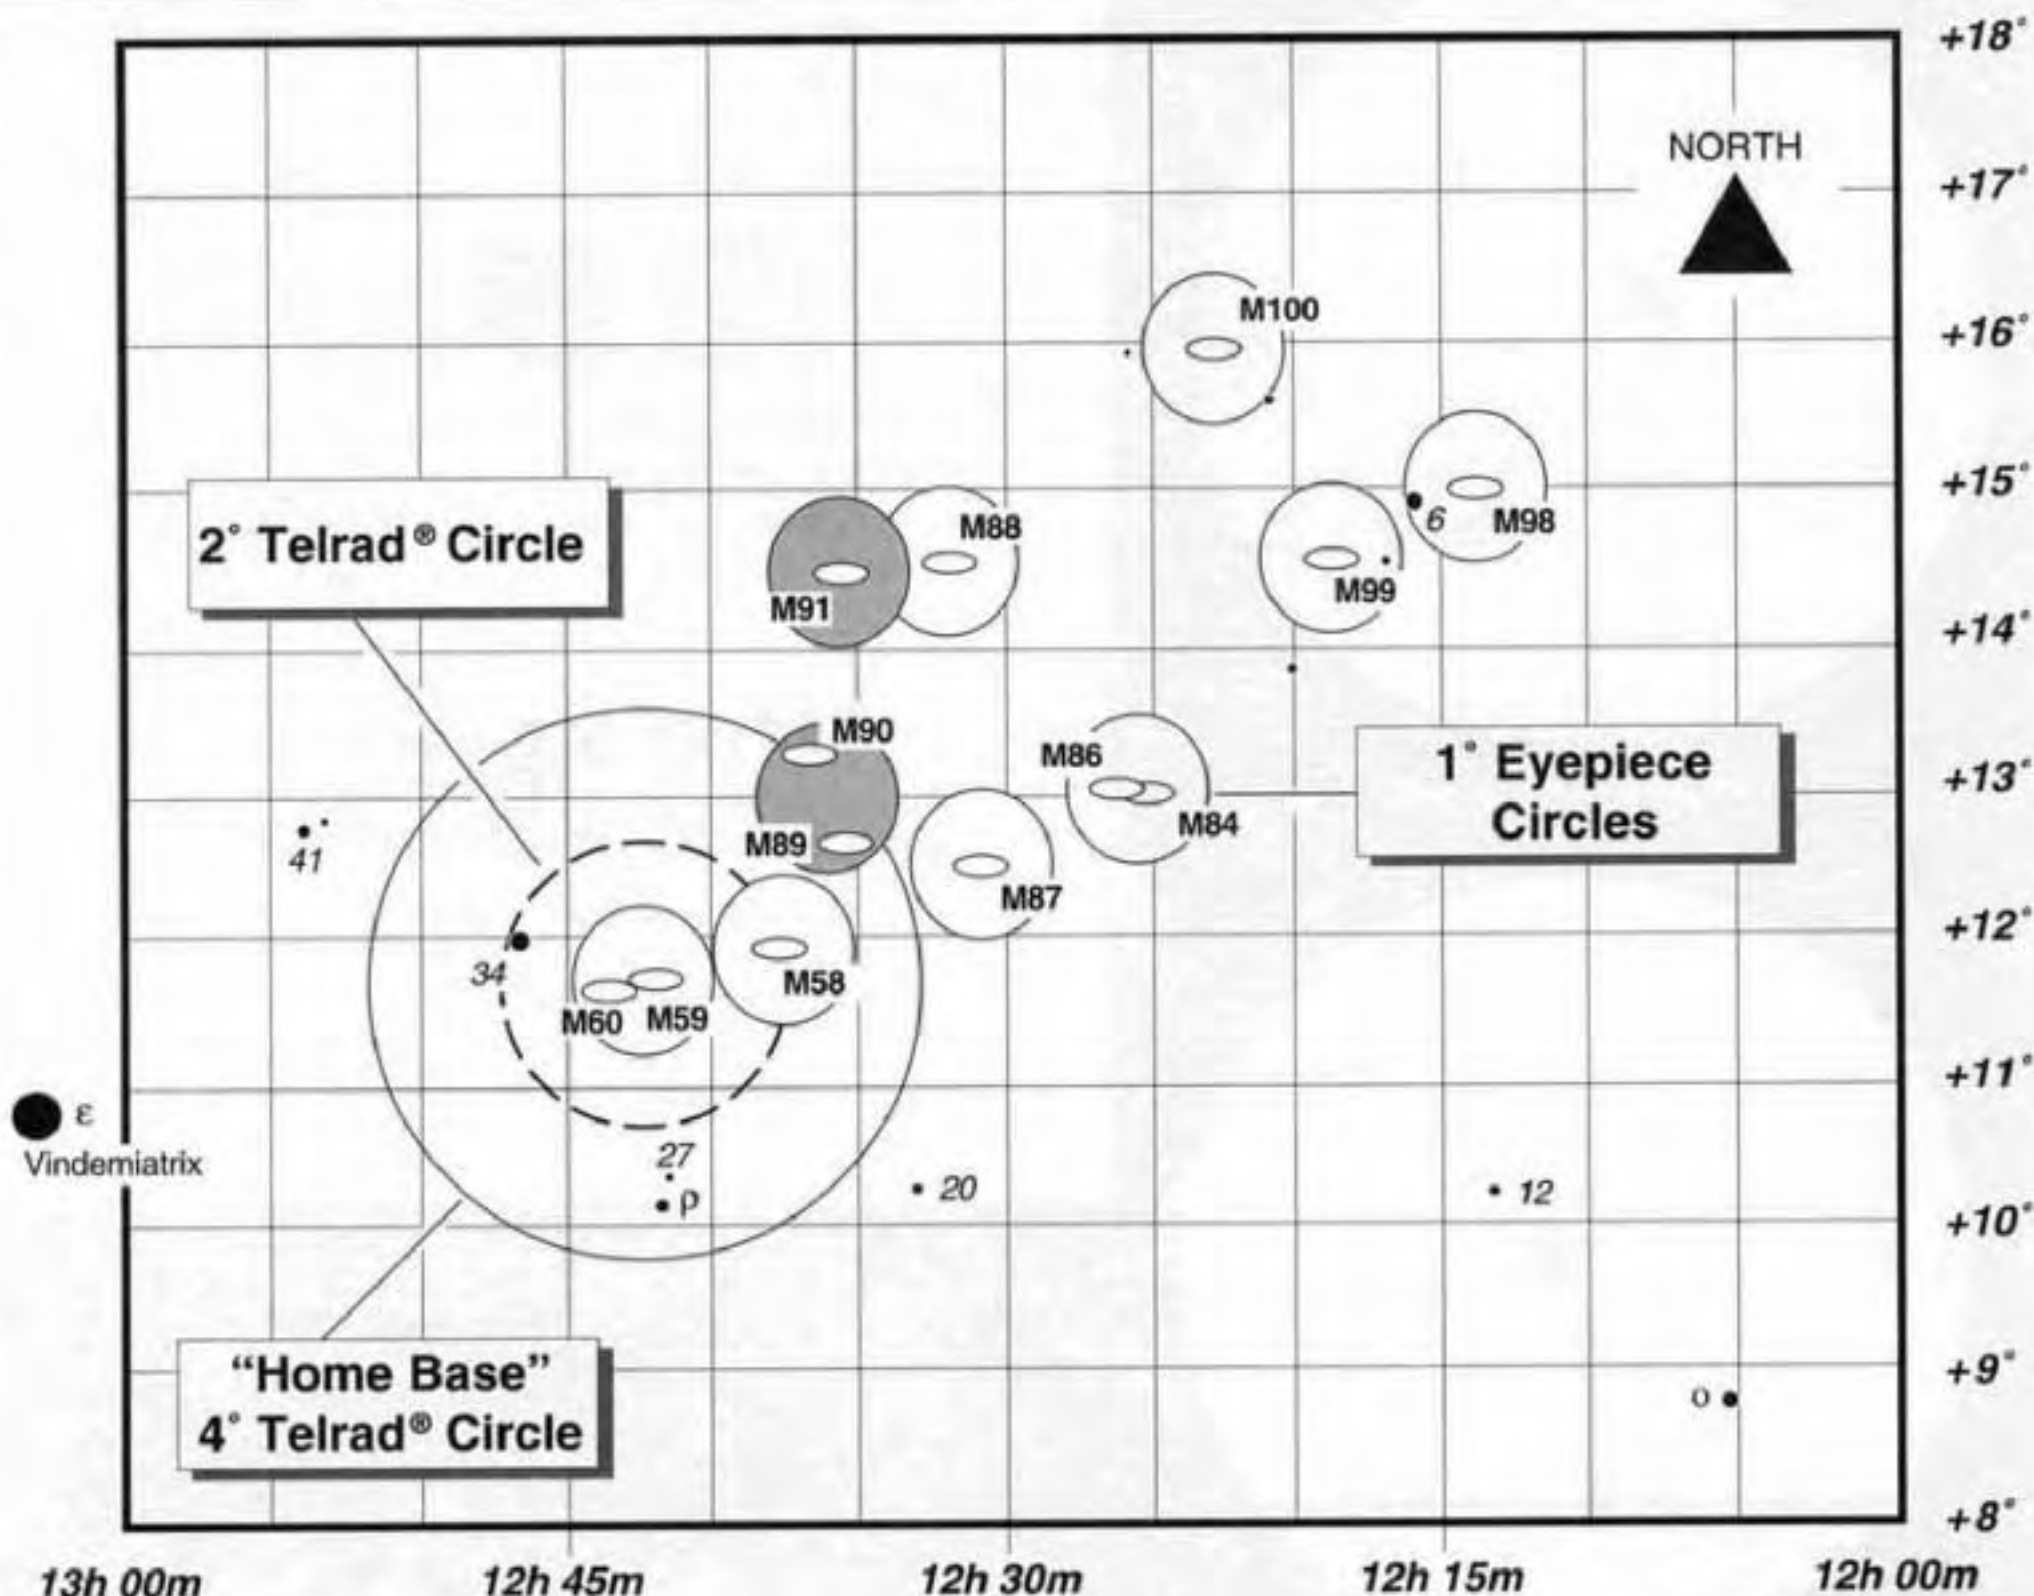 +18°
NORTH
+17°
M100
+16°
+15°
2° Telrad® Circle
M88
6
M98
M91
M99
+14°
M90
M86
1° Eyepiece
Circles
+13°
M84
41
M89
M87
+12°
34
M58
M60
M59
+11°
ε
Vindemiatrix
27
ρ
20
12
+10°
"Home Base"
4° Telrad® Circle
+9°
o
+8°
13h 00m
12h 45m
12h 30m
12h 15m
12h 00m